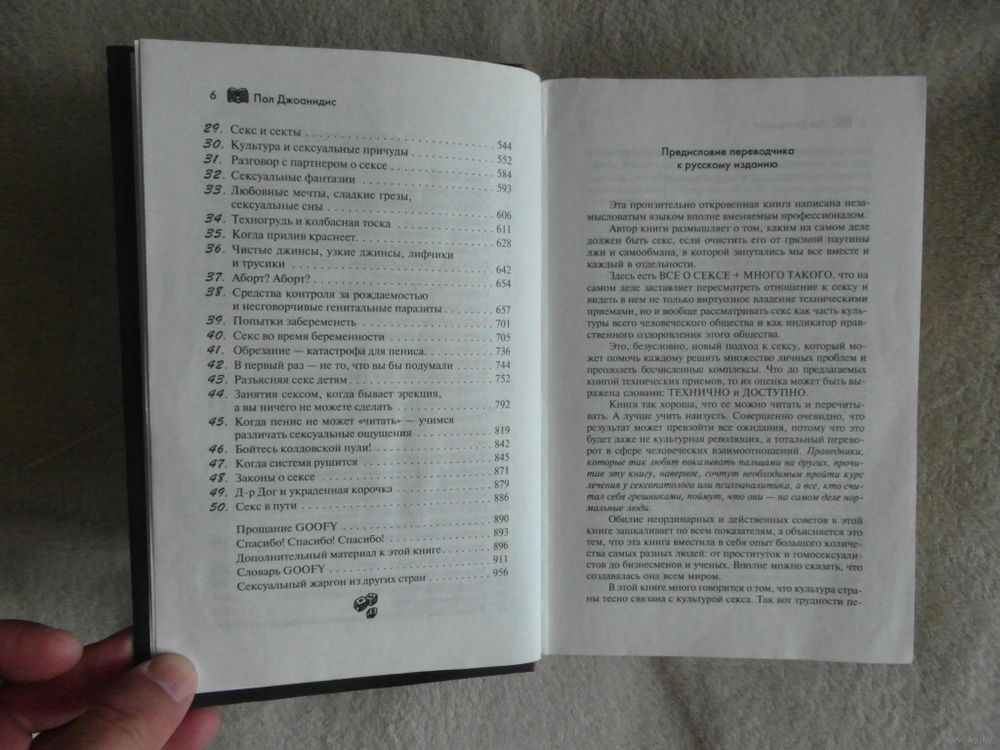 6 Пол Джоанидис
29. Секс и секты . . . . . . . . . . . . . . . . . . . . . . . . . . . 544
30. Культура и сексуальные причуды . . . . . . . . . . . . 552
31. Разговор с партнером о сексе . . . . . . . . . . . . . . . 584
32. Сексуальные фантазии . . . . . . . . . . . . . . . . . . . . 593
33. Любовные мечты, сладкие грезы,
сексуальные сны . . . . . . . . . . . . . . . . . . . . . . . . 606
34. Техногрудь и колбасная тоска . . . . . . . . . . . . . . . 611
35. Когда прилив краснеет. . . . . . . . . . . . . . . . . . . . 628
36. Чистые джинсы, узкие джинсы, лифчики
и трусики . . . . . . . . . . . . . . . . . . . . . . . . . . . . . 642
37. Аборт? Аборт? . . . . . . . . . . . . . . . . . . . . . . . . . . 654
38. Средства контроля за рождаемостью
и несговорчивые генитальные паразиты . . . . . . . 657
39. Попытки забеременеть . . . . . . . . . . . . . . . . . . . . 701
40. Секс во время беременности . . . . . . . . . . . . . . . . 705
41. Обрезание — катастрофа для пениса. . . . . . . . . . 736
42. В первый раз — не то, что вы бы подумали . . . . . 744
43. Разъясняя секс детям . . . . . . . . . . . . . . . . . . . . . 752
44. Занятия сексом, когда бывает эрекция,
а вы ничего не можете сделать . . . . . . . . . . . . . . 792
45. Когда пенис не может «читать» — учимся
различать сексуальные ощущения . . . . . . . . . . . . 819
46. Бойтесь колдовской пули! . . . . . . . . . . . . . . . . . . 842
47. Когда система рушится . . . . . . . . . . . . . . . . . . . . 845
48. Законы о сексе . . . . . . . . . . . . . . . . . . . . . . . . . . 871
49. Д-р Дог и украденная корочка . . . . . . . . . . . . . . . 879
50. Секс в пути . . . . . . . . . . . . . . . . . . . . . . . . . . . . 886
Прощание GOOFY . . . . . . . . . . . . . . . . . . . . . . . . 890
Спасибо! Спасибо! Спасибо! . . . . . . . . . . . . . . . . . 893
Дополнительный материал к этой книге . . . . . . . . . 896
Словарь GOOFY . . . . . . . . . . . . . . . . . . . . . . . . . . 911
Сексуальный жаргон из других стран . . . . . . . . . . . 956
Предисловие переводчика
к русскому изданию
Эта пронзительно откровенная книга написана неза-
мысловатым языком вполне вменяемым профессионалом.
Автор книги размышляет о том, каким на самом деле
должен быть секс, если очистить его от грязной паутины
лжи и самообмана, в которой запутались мы все вместе и
каждый в отдельности.
Здесь есть ВСЕ О СЕКСЕ + МНОГО ТАКОГО, что на
самом деле заставляет пересмотреть отношение к сексу и
видеть в нем не только виртуозное владение техническими
приемами, но и вообще рассматривать секс как часть куль-
туры всего человеческого общества и как индикатор нрав-
ственного оздоровления этого общества.
Это, безусловно, новый подход к сексу, который мо-
жет помочь каждому решить множество личных проблем и
преодолеть бесчисленные комплексы. Что до предлагаемых
книгой технических приемов, то их оценка может быть вы-
ражена словами: ТЕХНИЧНО и ДОСТУПНО.
Книга так хороша, что ее можно читать и перечиты-
вать. А лучше учить наизусть. Совершенно очевидно, что
результат может превзойти все ожидания, потому что это
будет даже не культурная революция, а тотальный перево-
рот в сфере человеческих взаимоотношений. Праведники,
которые так любят показывать пальцами на других, прочи-
тав эту книгу, наверное, сочтут необходимым пройти курс
лечения у сексопатолога или психоаналитика, а все, кто счи-
тал себя грешниками, поймут, что они — на самом деле нор-
мальные люди.
Обилие неординарных и действенных советов в этой
книге зашкаливает по всем показателям, а объясняется это
тем, что эта книга вместила в себя опыт большого количе-
ства самых разных людей: от проституток и гомосексуали-
стов до бизнесменов и ученых. Вполне можно сказать, что
создавалась она всем миром.
В этой книге много говорится о том, что культура стра-
ны тесно связана с культурой секса. Так вот трудности пе-
www.ay.by